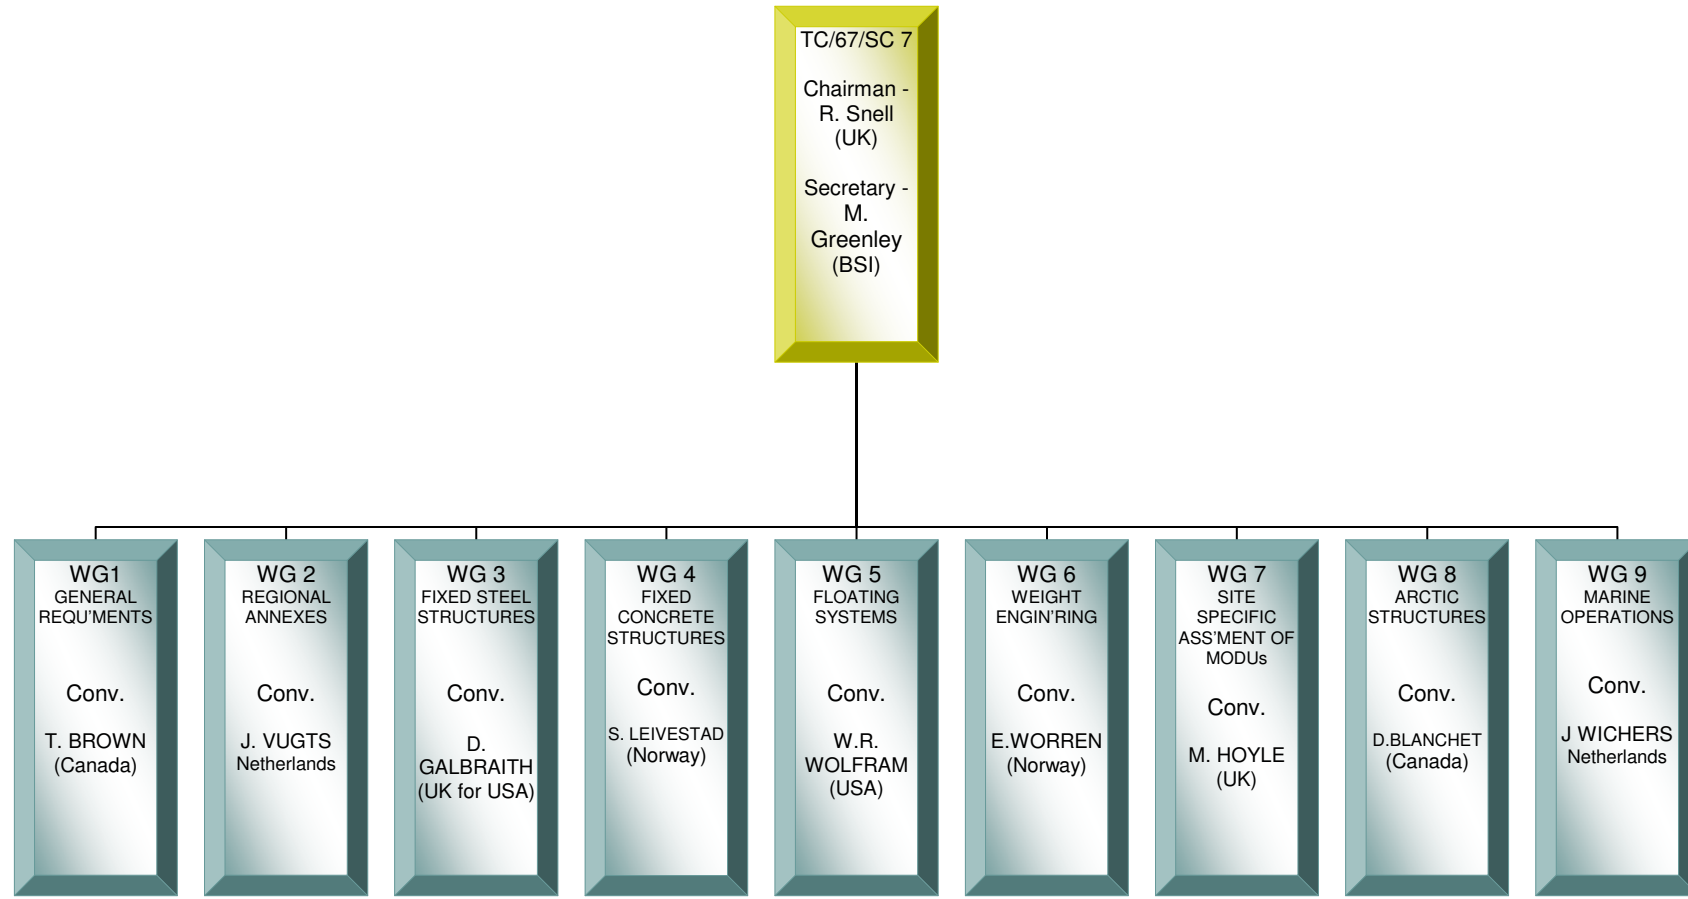 TC/67/SC 7
Chairman -
R. Snell
(UK)
Secretary -
M.
Greenley
(BSI)
WG1
GENERAL
REQU'MENTS
Conv.
T. BROWN
(Canada)
WG 2
REGIONAL
ANNEXES
Conv.
J. VUGTS
Netherlands
WG 3
FIXED STEEL
STRUCTURES
Conv.
D.
GALBRAITH
(UK for USA)
WG 4
FIXED
CONCRETE
STRUCTURES
Conv.
S. LEIVESTAD
(Norway)
WG 5
FLOATING
SYSTEMS
Conv.
W.R.
WOLFRAM
(USA)
WG 6
WEIGHT
ENGIN'RING
Conv.
E.WORREN
(Norway)
WG 7
SITE
SPECIFIC
ASS'MENT OF
MODUs
Conv.
M. HOYLE
(UK)
WG 8
ARCTIC
STRUCTURES
Conv.
D.BLANCHET
(Canada)
WG 9
MARINE
OPERATIONS
Conv.
J WICHERS
Netherlands